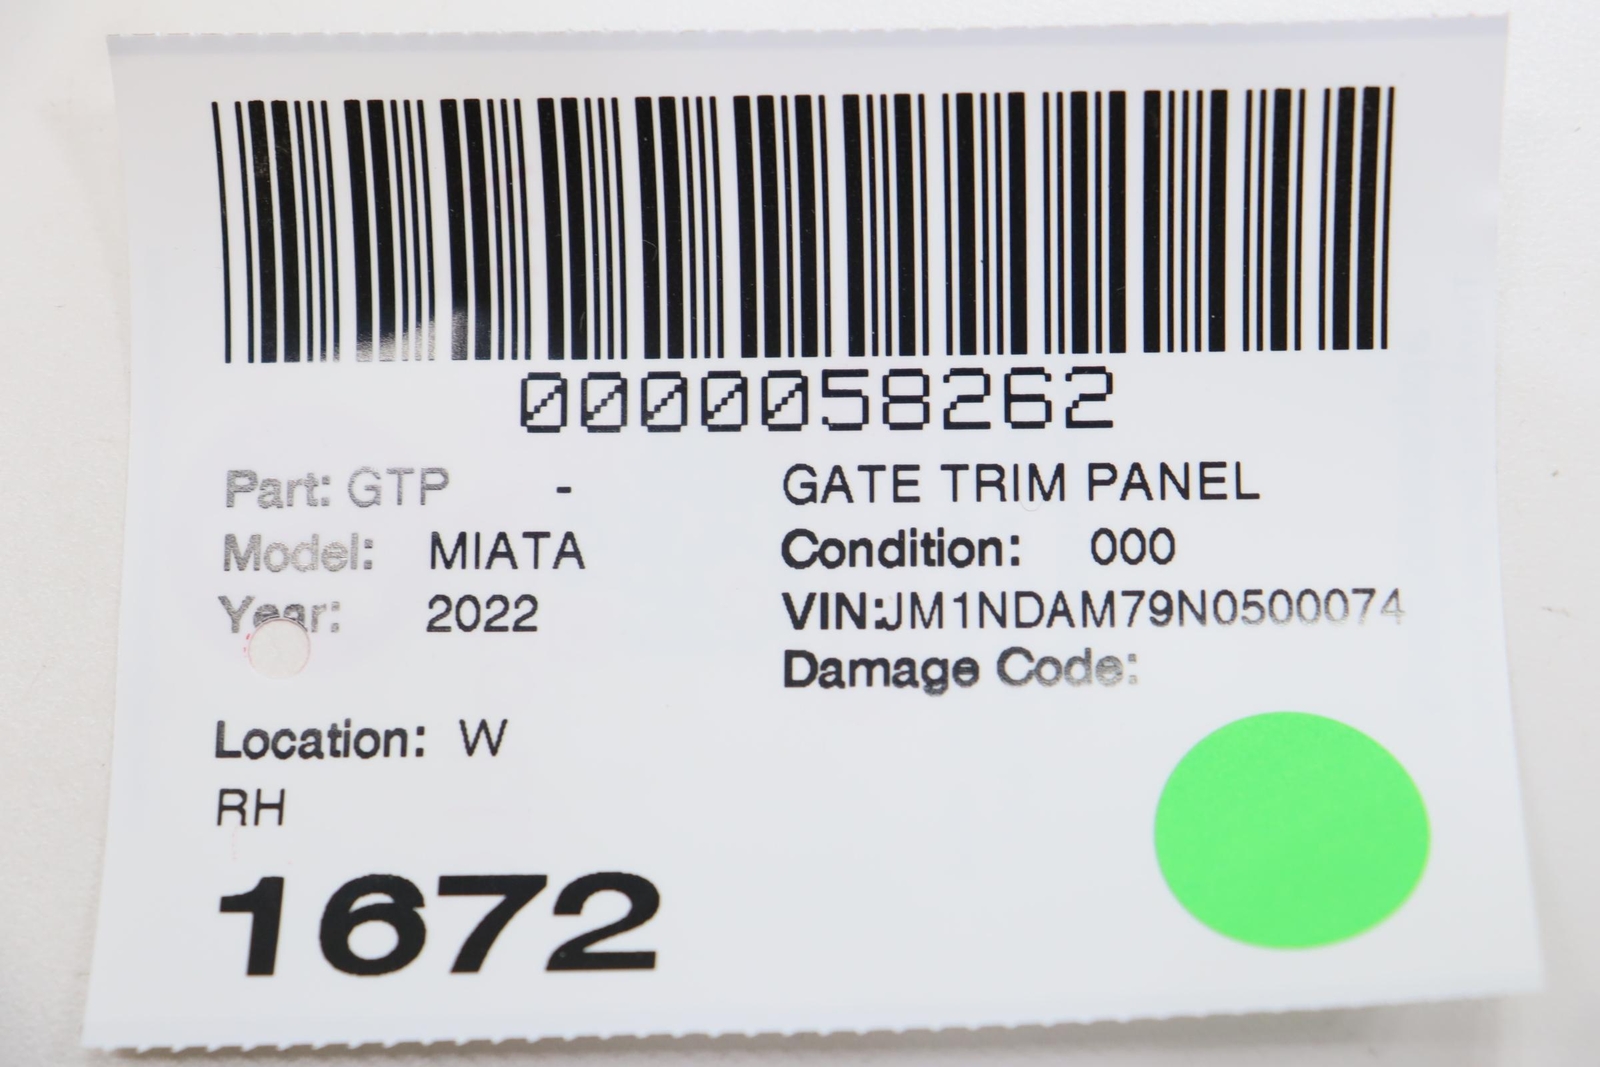 0000058262
Part: GTP - GATE TRIM PANEL
Model: MIATA Condition: 000
Year: 2022 VIN:JM1NDAM79N0500074
Damage Code:
Location: W
RH
1672